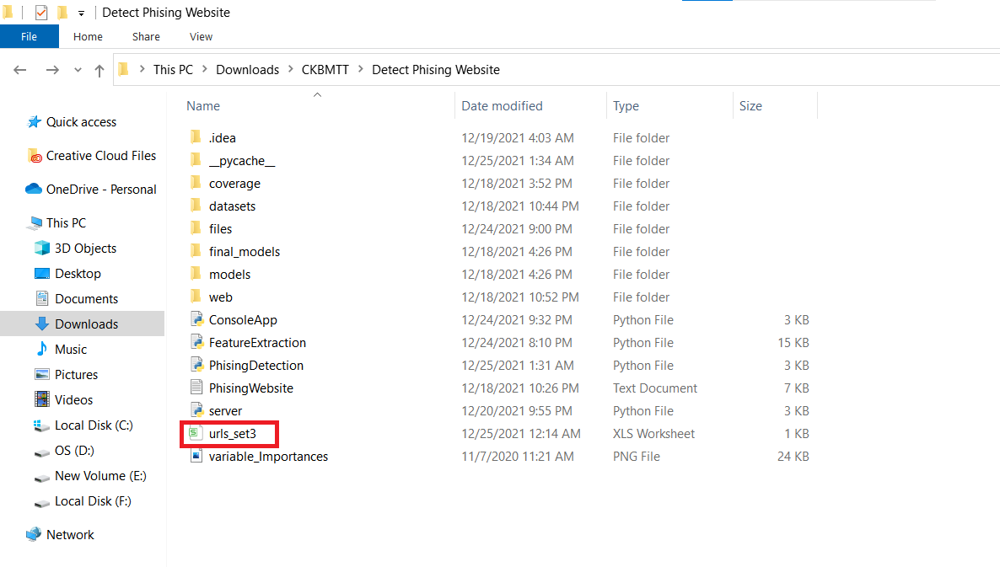 Detect Phising Website
File Home Share View
This PC Downloads CKBMTT Detect Phising Website
Name Date modified Type Size
Quick access
Creative Cloud Files
OneDrive - Personal
This PC
3D Objects
Desktop
Documents
Downloads
Music
Pictures
Videos
Local Disk (C:)
OS (D:)
New Volume (E:)
Local Disk (F:)
Network
.idea 12/19/2021 4:03 AM File folder
__pycache__ 12/25/2021 1:34 AM File folder
coverage 12/18/2021 3:52 PM File folder
datasets 12/18/2021 10:44 PM File folder
files 12/24/2021 9:00 PM File folder
final_models 12/18/2021 4:26 PM File folder
models 12/18/2021 4:26 PM File folder
web 12/18/2021 10:52 PM File folder
ConsoleApp 12/24/2021 9:32 PM Python File 3 KB
FeatureExtraction 12/24/2021 8:10 PM Python File 15 KB
PhisingDetection 12/25/2021 1:31 AM Python File 3 KB
PhisingWebsite 12/18/2021 10:26 PM Text Document 7 KB
server 12/20/2021 9:55 PM Python File 3 KB
urls_set3 12/25/2021 12:14 AM XLS Worksheet 1 KB
variable_Importances 11/7/2020 11:21 AM PNG File 24 KB